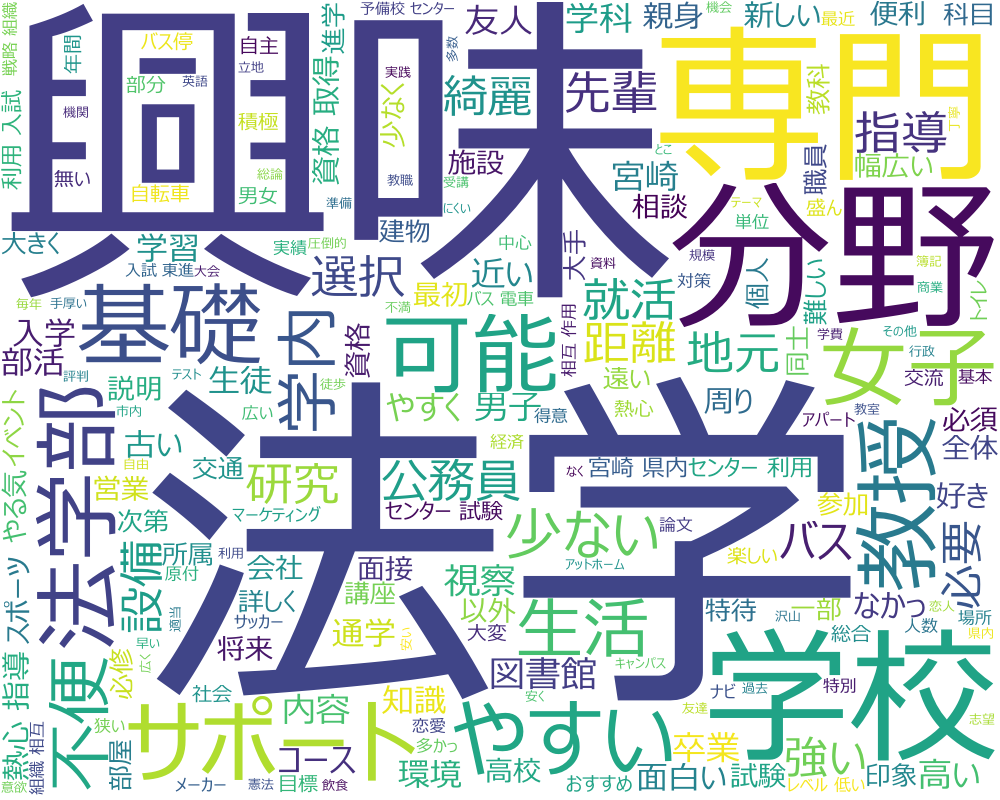 戦略 組織
年間
バス停
自主
予備校 センター
進学
友人
学科
親身
新しい
機会
最近
便利
科目
興味
専門
部分
英語
立地
実践
多数
少なく
綺麗
先輩
教科
丁寧
利用 入試
機関
積極
資格 取得
指導
無い
自転車
総論
教職
受講
とこ
施設
宮崎
職員
幅広い
男女
準備
にくい
相談
テーマ
単位
盛ん
分野
大きく
学習
実績
圧倒的
建物
中心
大手
規模
入試 東進
大会
選択
近い
資料
対策
個人
難しい
簿記
商業
トイレ
毎年
手厚い
基礎
最初
バス 電車
就活
不満
可能
距離
地元
同士
学費
その他
行政
女子
入学
部活
学内
資格
相互 作用
交流
基本
評判
テスト
徒歩
遠い
説明
生徒
やすく
男子
得意
熱心
周り
アパート
教室
必須
市内
広い
全体
法学部
古い
交通
経済
宮崎 県内
センター 利用
なく
教授
やる気
イベント
自由
営業
研究
公務員
参加
好き
次第
マーケティング
センター 試験
少ない
論文
バス
必要
設備
所属
利用
法学
アットホーム
楽しい
なかっ
恋人
スポーツ
原付
会社
面接
視察
適当
詳しく
サッカー
講座
以外
生活
特待
一部
場所
沢山
人数
早い
通学
大変
総合
県内
指導
必修
広く
将来
安い
図書館
キャンパス
ナビ
過去
特別
学校
不便
社会
内容
知識
やすい
安く
友達
志望
熱心
狭い
サポート
恋愛
卒業
強い
意欲
組織 相互
部屋
コース
多かっ
環境
高校
メーカー
憲法
目標
飲食
おすすめ
面白い
試験
レベル
低い
印象
高い